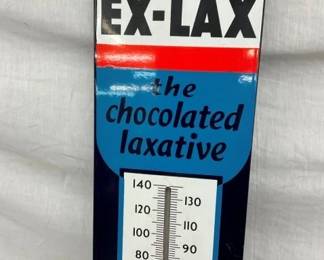 EX-LAX
the
chocolated
laxative
140
130
120
110
100
90
80